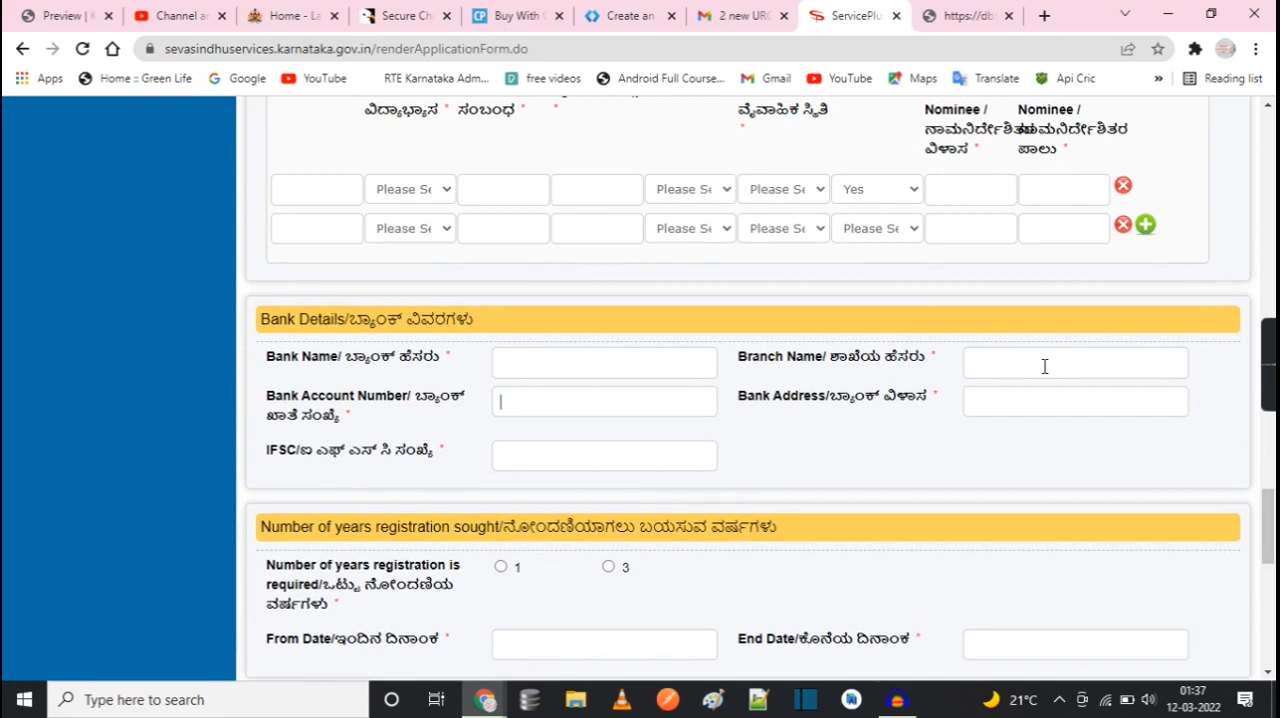 Preview |
Channel a
Home - La
Secure Ch
Buy With
Create an
2 new URG
ServicePlu
https://db
sevasindhuservices.karnataka.gov.in/renderApplicationForm.do
Apps
Home :: Green Life
Google
YouTube
RTE Karnataka Adm...
free videos
Android Full Course...
Gmail
YouTube
Maps
Translate
Api Cric
»
Reading list
ವಿದ್ಯಾಭ್ಯಾಸ *
ಸಂಬಂಧ *
*
ವೈವಾಹಿಕ ಸ್ಥಿತಿ
*
Nominee /
ವಿಳಾಸ *
Nominee /
ನಾಮನಿರ್ದೇಶಿತರ
ಪಾಲು *
Please Se
Please Se
Please Se
Yes
Please Se
Please Se
Please Se
Please Se
Bank Details/ಬ್ಯಾಂಕ್ ವಿವರಗಳು
Bank Name/ ಬ್ಯಾಂಕ್ ಹೆಸರು *
Branch Name/ ಶಾಖೆಯ ಹೆಸರು *
Bank Account Number/ ಬ್ಯಾಂಕ್
ಖಾತೆ ಸಂಖ್ಯೆ *
Bank Address/ಬ್ಯಾಂಕ್ ವಿಳಾಸ *
IFSC/ಐ ಎಫ್ ಎಸ್ ಸಿ ಸಂಖ್ಯೆ *
Number of years registration sought/ನೋಂದಣಿಯಾಗಲು ಬಯಸುವ ವರ್ಷಗಳು
Number of years registration is
required/ಒಟ್ಟು ನೋಂದಣಿಯ
ವರ್ಷಗಳು *
1
3
From Date/ಇಂದಿನ ದಿನಾಂಕ *
End Date/ಕೊನೆಯ ದಿನಾಂಕ *
Type here to search
21°C
01:37
12-03-2022